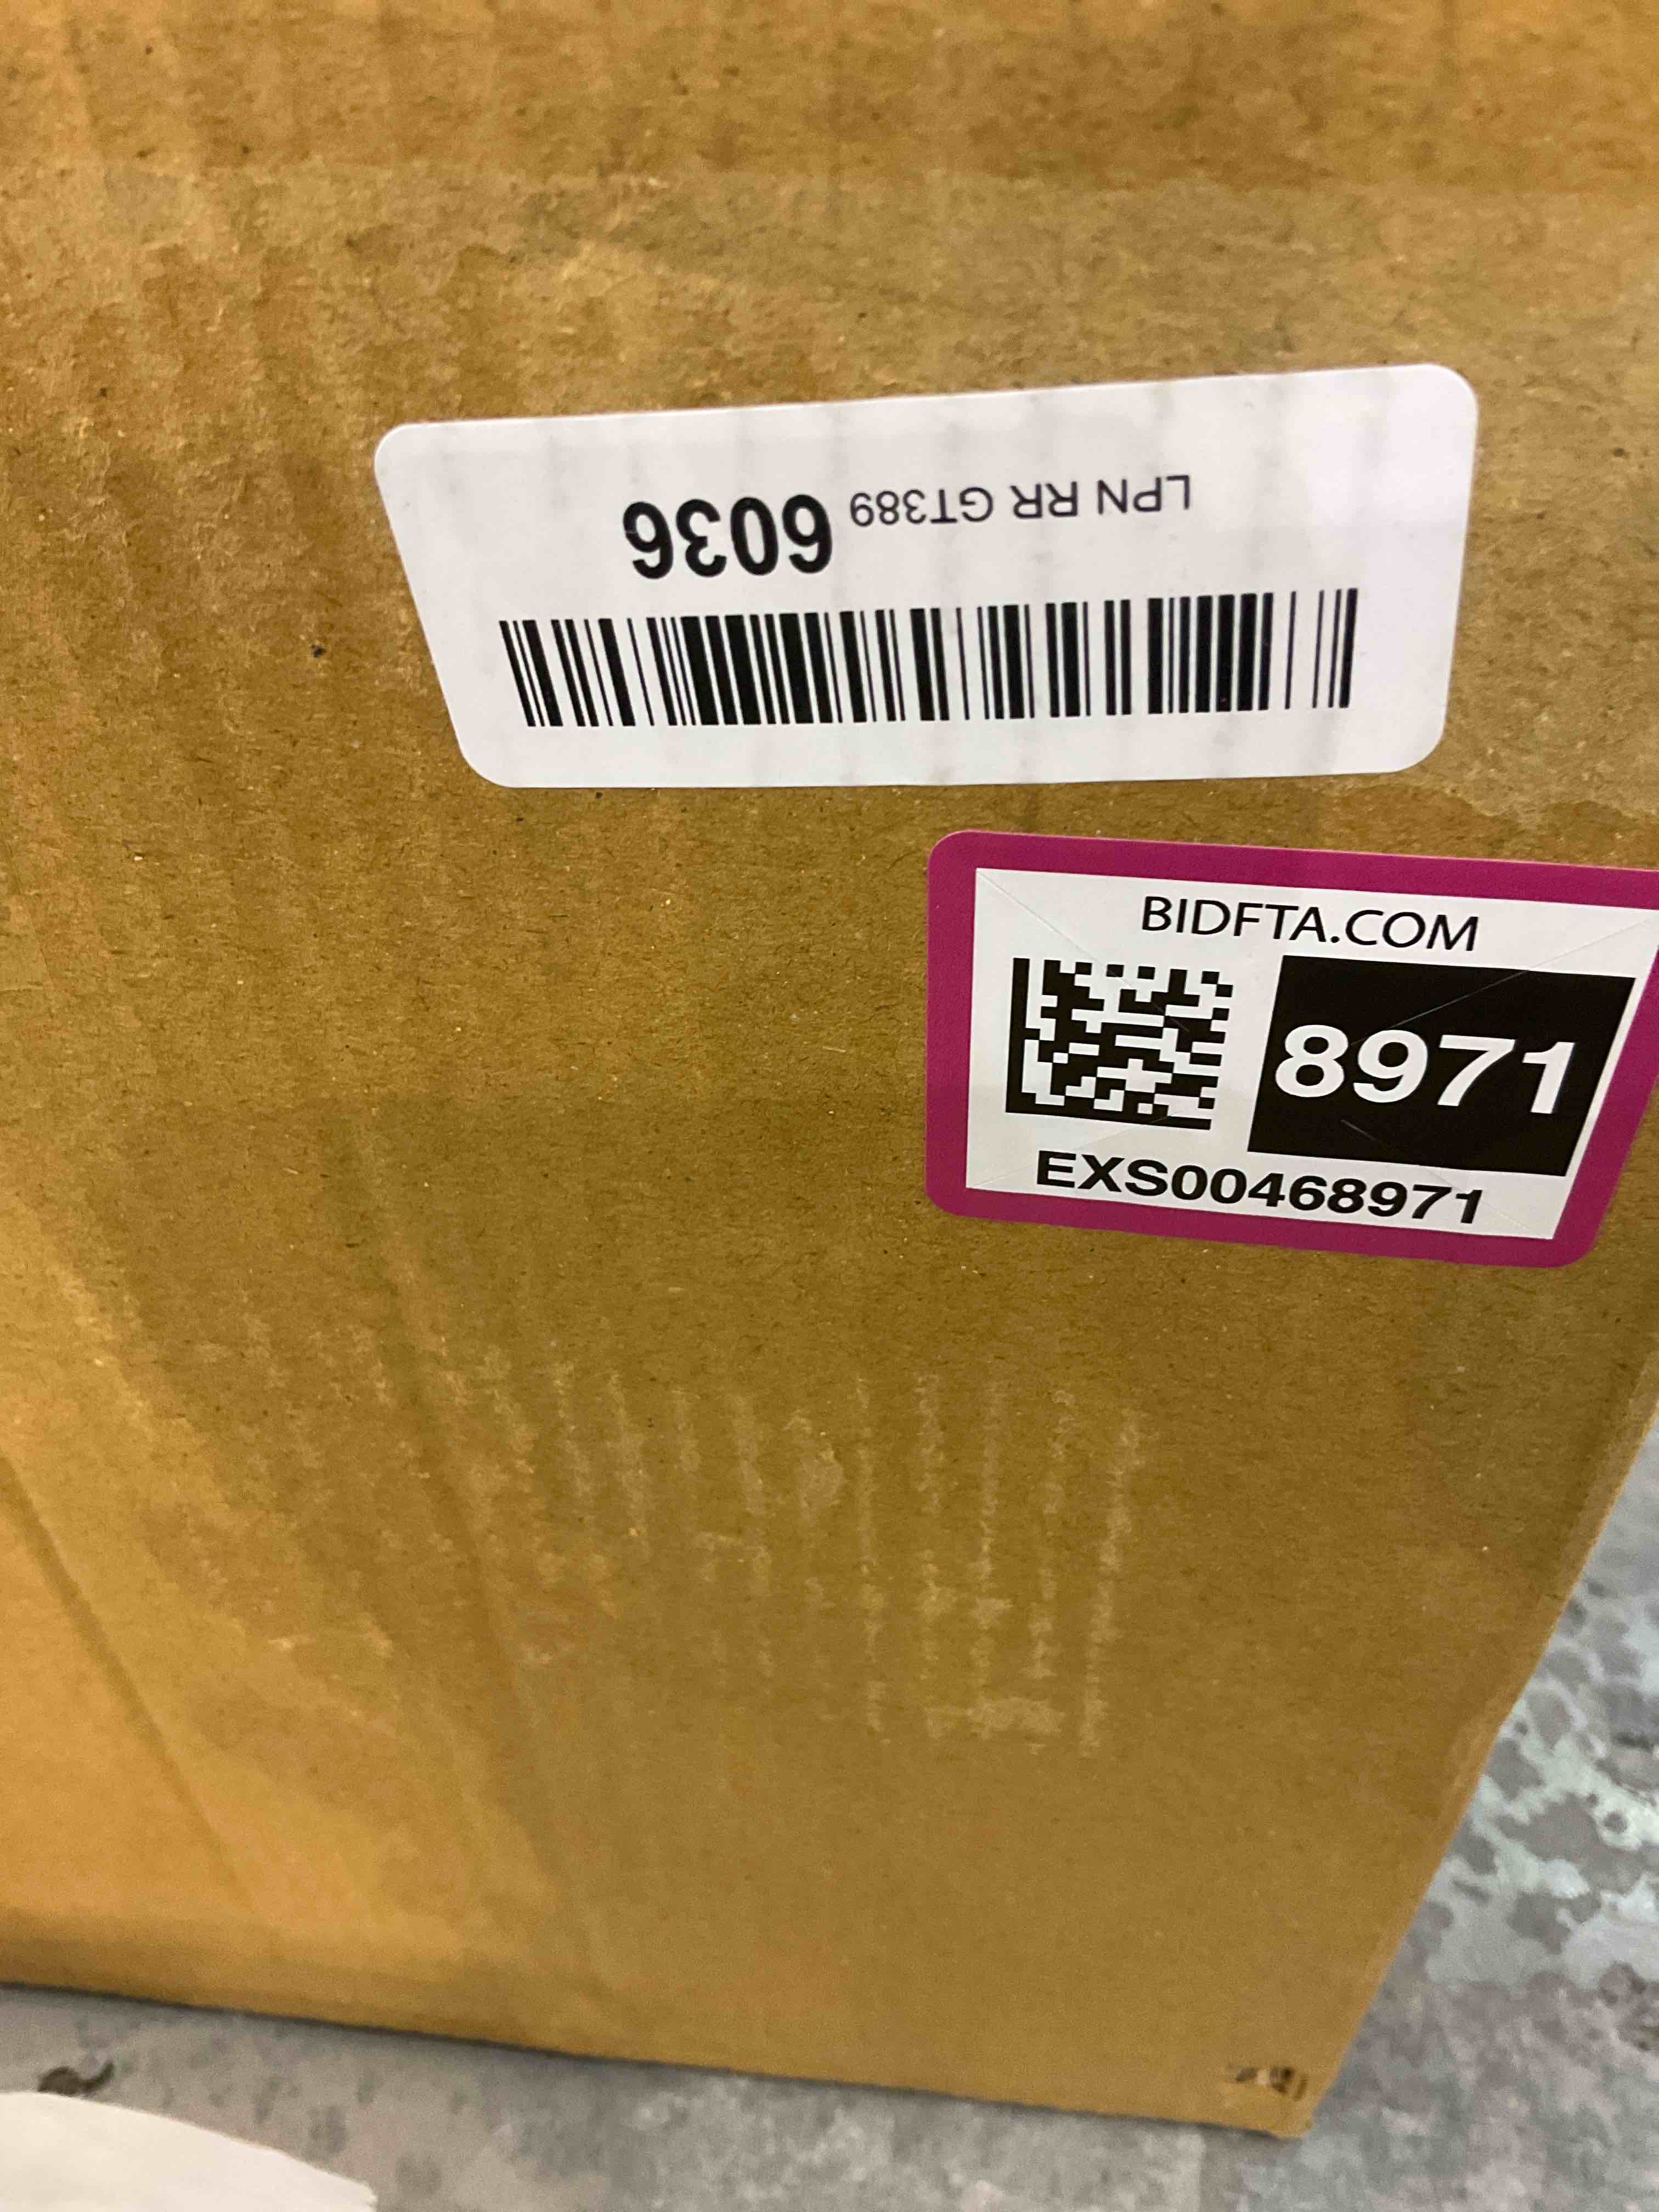 LPN RR GT389 6036
BIDFTA.COM
8971
EXS00468971